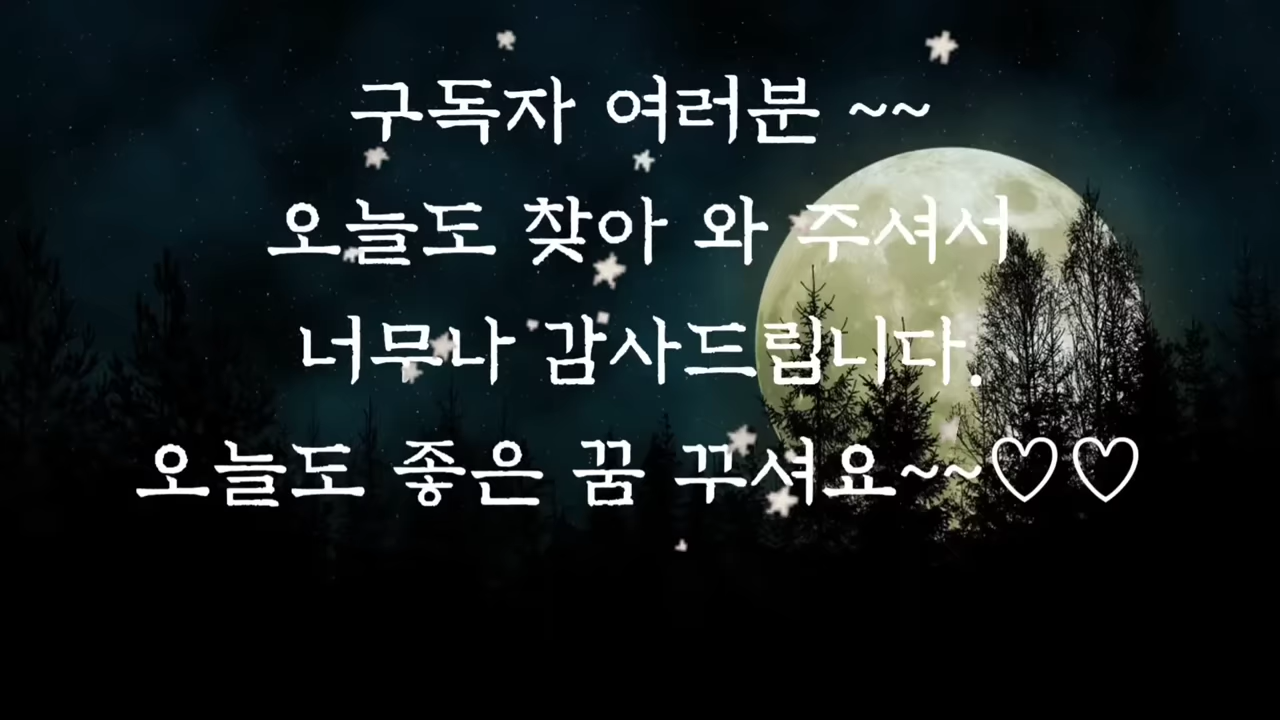 구독자 여러분 ~~
오늘도 찾아 와 주셔서
너무나 감사드립니다.
오늘도 좋은 꿈 꾸셔요~~♡♡